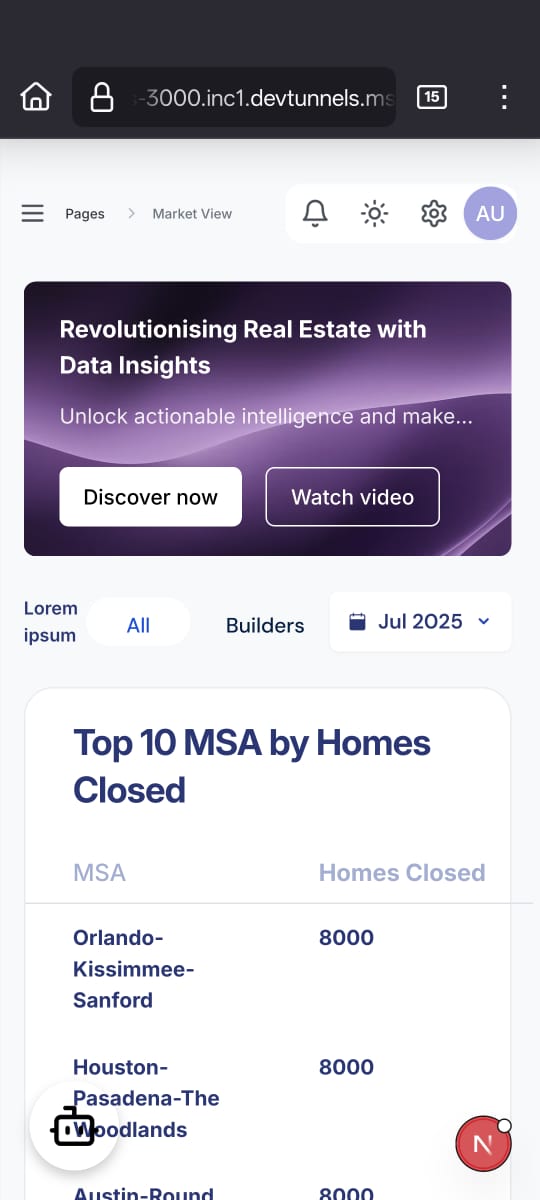 -3000.inc1.devtunnels.ms
15
Pages
Market View
AU
Revolutionising Real Estate with
Data Insights
Unlock actionable intelligence and make...
Discover now
Watch video
Lorem
ipsum
All
Builders
Jul 2025
Top 10 MSA by Homes
Closed
MSA
Homes Closed
Orlando-
8000
Kissimmee-
Sanford
Houston-
8000
Pasadena-The
Woodlands
N
Austin-Round
8000